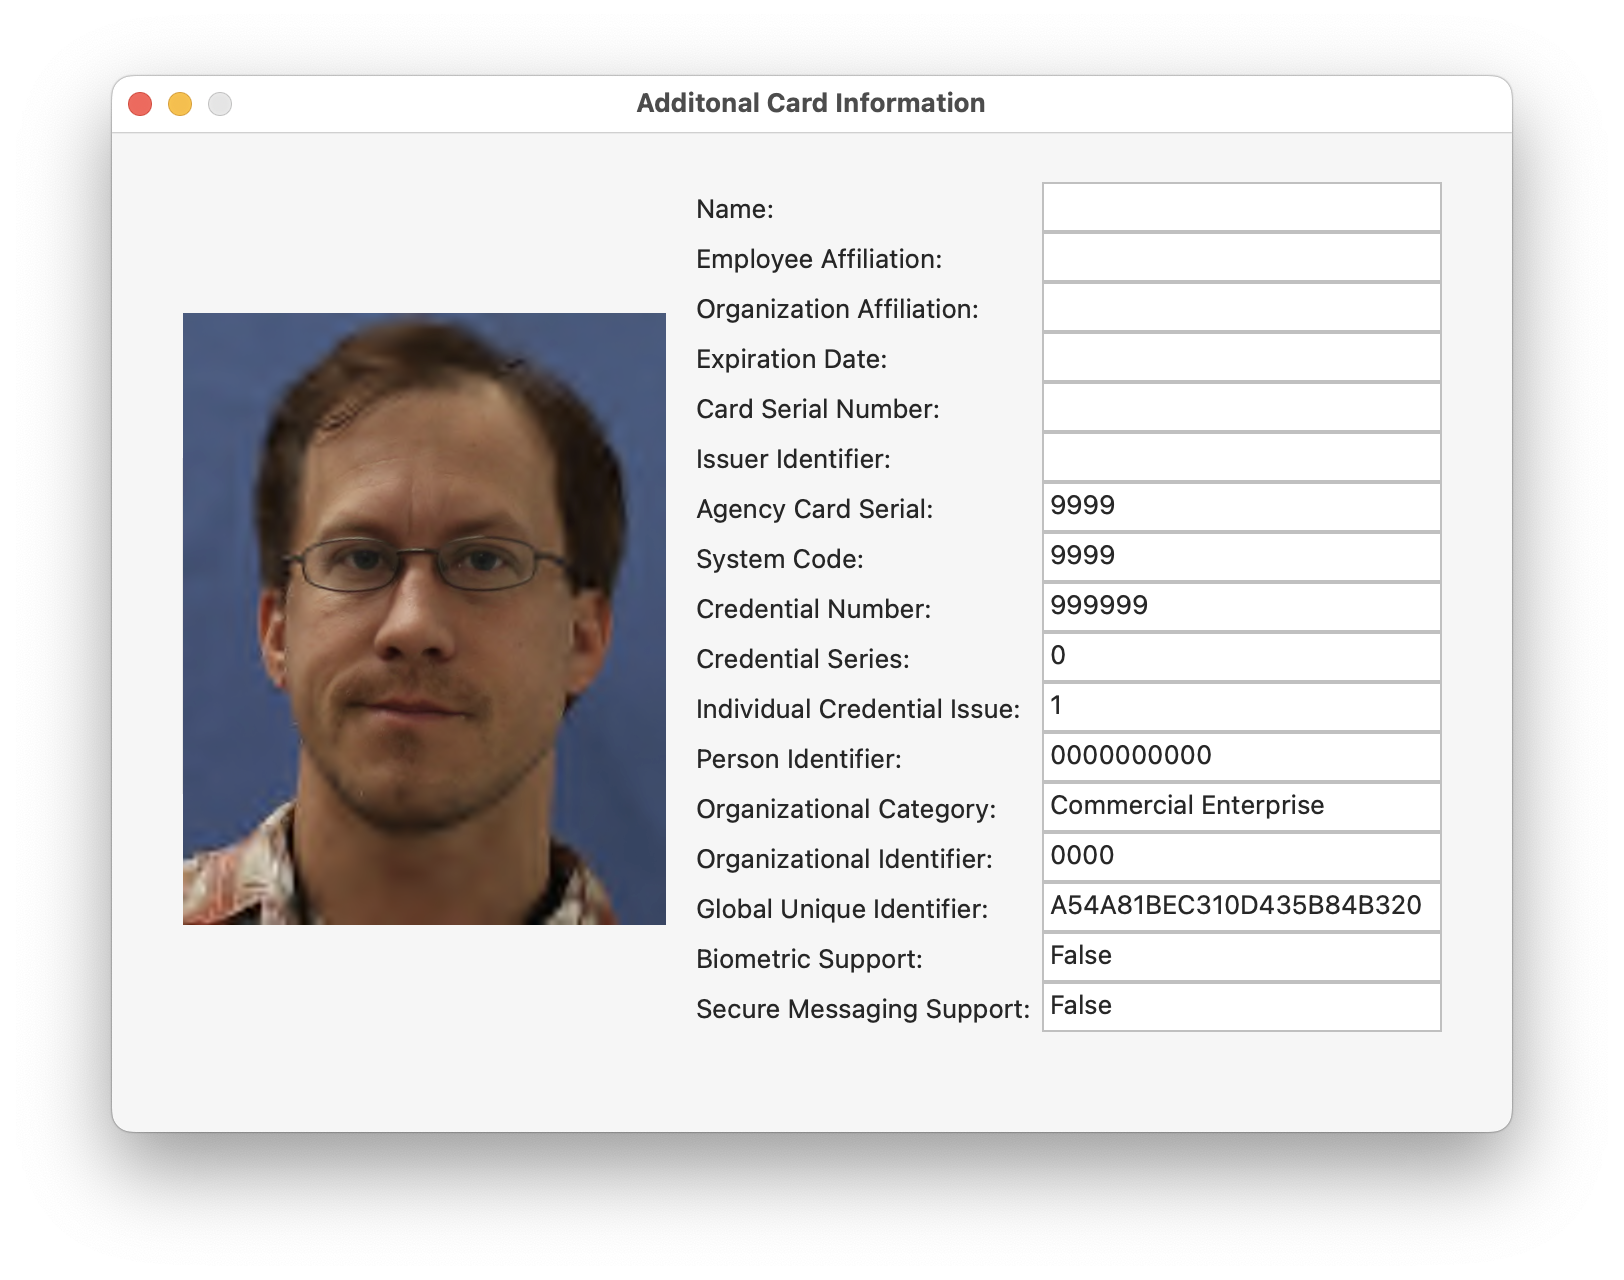 Additonal Card Information
Name:
Employee Affiliation:
Organization Affiliation:
Expiration Date:
Card Serial Number:
Issuer Identifier:
Agency Card Serial: 9999
System Code: 9999
Credential Number: 999999
Credential Series: 0
Individual Credential Issue: 1
Person Identifier: 0000000000
Organizational Category: Commercial Enterprise
Organizational Identifier: 0000
Global Unique Identifier: A54A81BEC310D435B84B320
Biometric Support: False
Secure Messaging Support: False